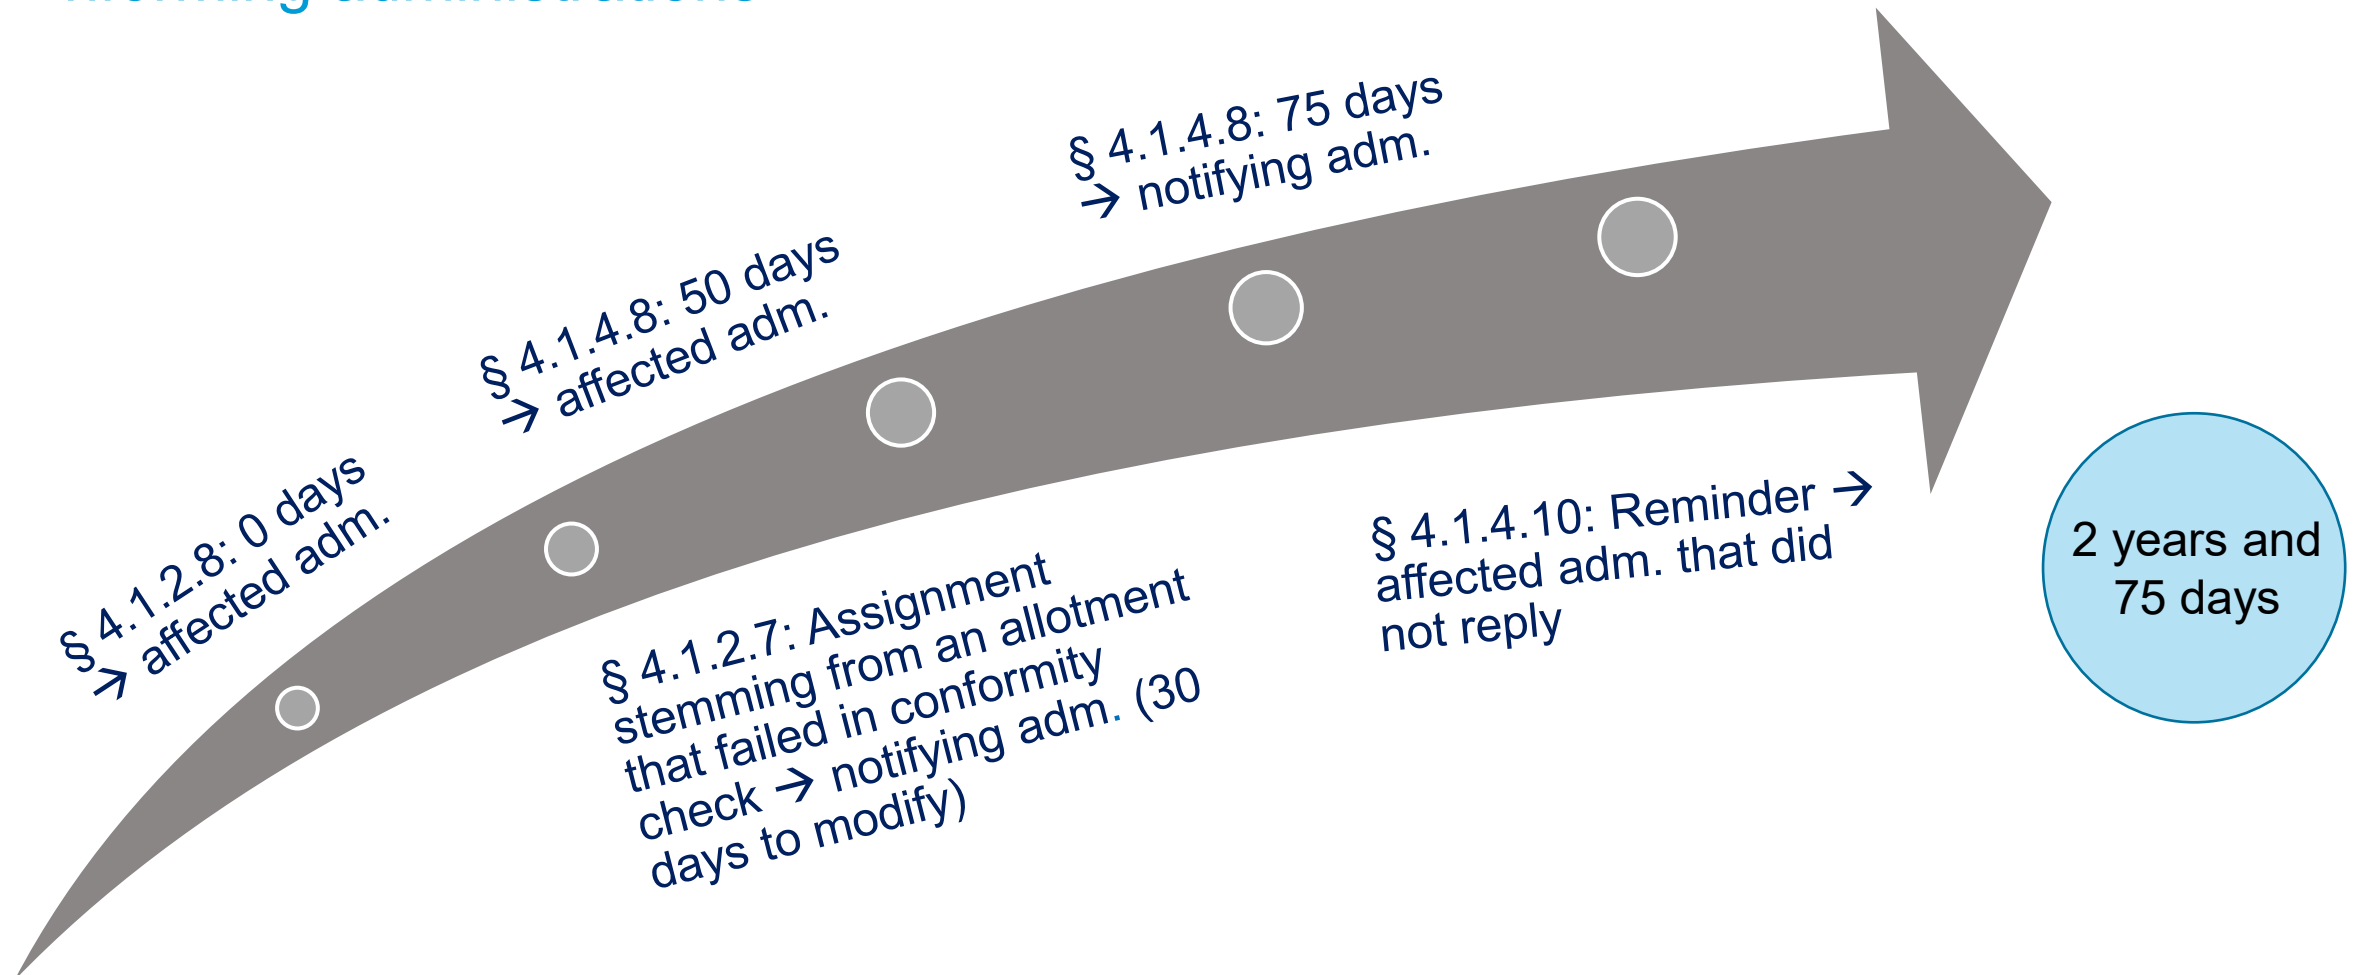 administrations
§ 4.1.2.8: 0 days
→ affected adm.
§ 4.1.4.8: 50 days
→ affected adm.
§ 4.1.4.8: 75 days
→ notifying adm.
§ 4.1.2.7: Assignment
stemming from an allotment
that failed in conformity
check → notifying adm. (30
days to modify)
§ 4.1.4.10: Reminder →
affected adm. that did
not reply
2 years and
75 days